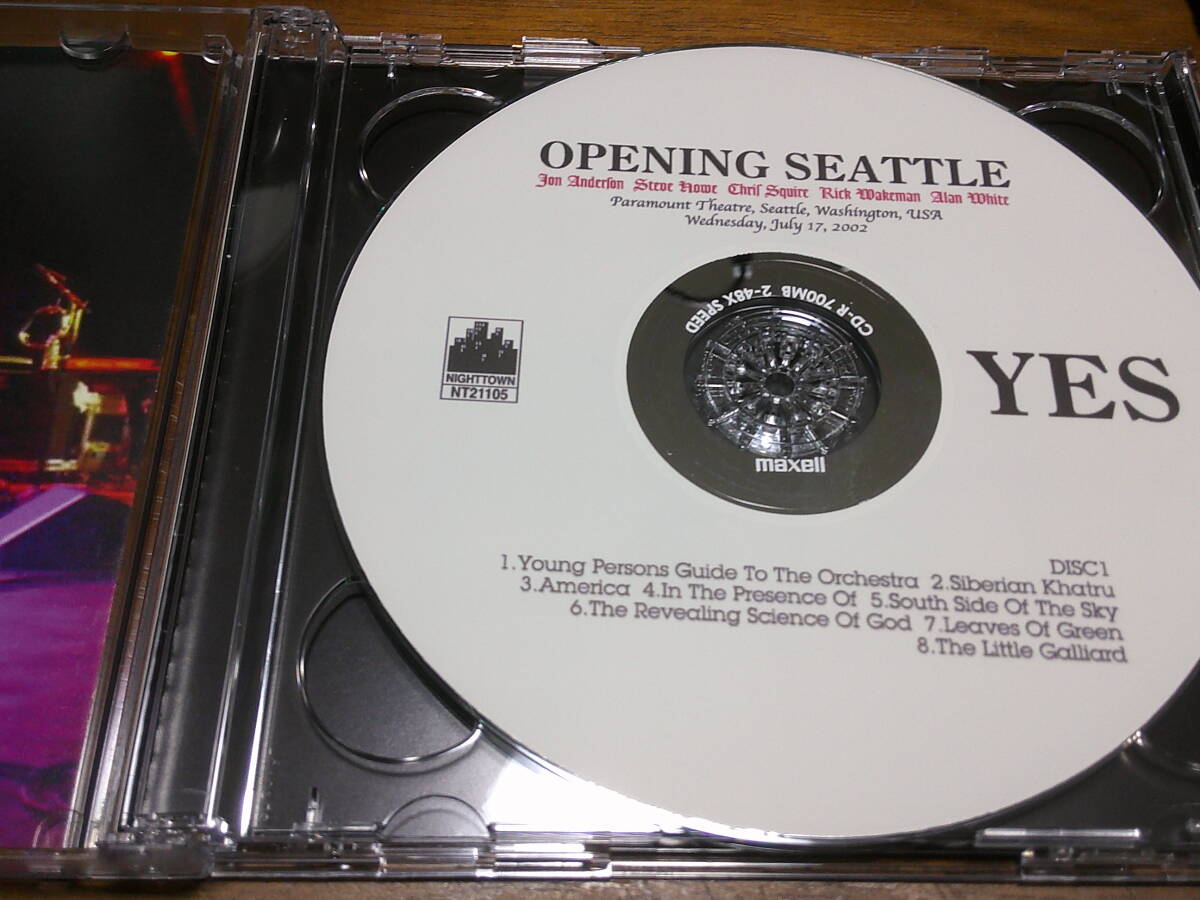 OPENING SEATTLE
Jon Anderson Steve Howe Chris Squire Rick Wakeman Alan White
Paramount Theatre, Seattle, Washington, USA
Wednesday, July 17, 2002
CD-R 700MB 2-48X SPEED
NIGHTTOWN
NT21105
YES
maxell
DISC1
1.Young Persons Guide To The Orchestra 2.Siberian Khatru
3.America 4.In The Presence Of 5.South Side Of The Sky
6.The Revealing Science Of God 7.Leaves Of Green
8.The Little Galliard